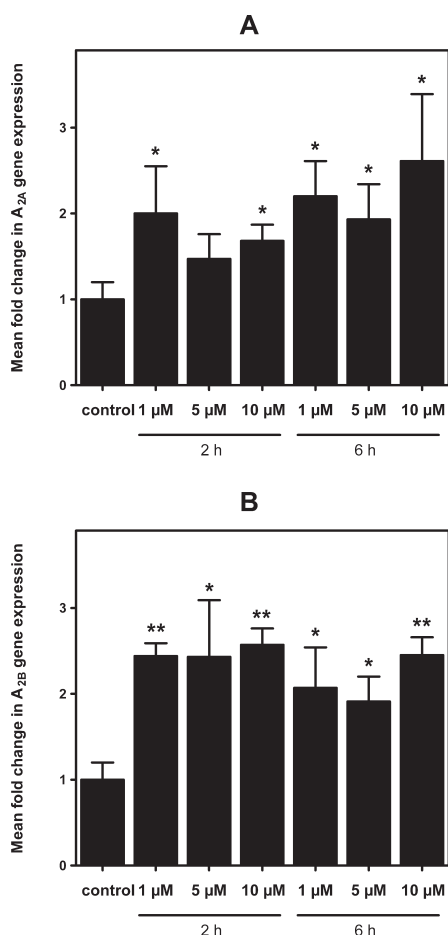 A
Mean fold change in A2A gene expression
3
2
1
0
* * * * *
control 1 µM 5 µM 10 µM 1 µM 5 µM 10 µM
2 h 6 h
B
Mean fold change in A2B gene expression
3
2
1
0
** * ** * * **
control 1 µM 5 µM 10 µM 1 µM 5 µM 10 µM
2 h 6 h